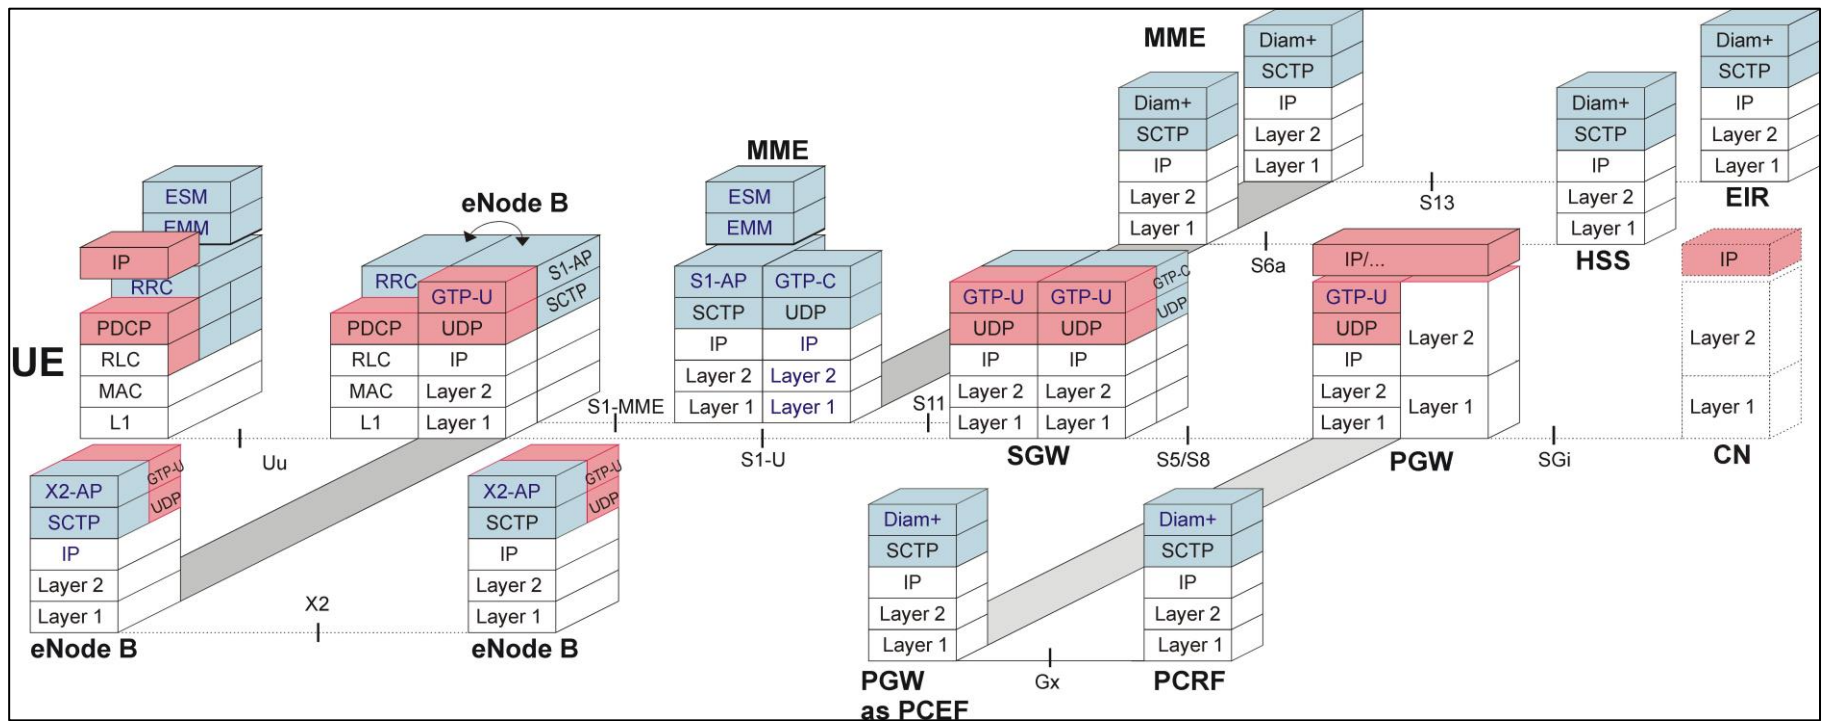 MME
Diam+
SCTP
IP
Layer 2
Layer 1
Diam+
SCTP
IP
Layer 2
Layer 1
S13
Diam+
SCTP
IP
Layer 2
Layer 1
EIR
S6a
Diam+
SCTP
IP
Layer 2
Layer 1
HSS
UE
ESM
EMM
IP
RRC
PDCP
RLC
MAC
L1
Uu
eNode B
RRC
PDCP
RLC
MAC
L1
GTP-U
UDP
IP
Layer 2
Layer 1
S1-AP
SCTP
S1-MME
MME
ESM
EMM
S1-AP
SCTP
IP
Layer 2
Layer 1
GTP-C
UDP
IP
Layer 2
Layer 1
S11
S1-U
GTP-U
UDP
IP
Layer 2
Layer 1
GTP-U
UDP
IP
Layer 2
Layer 1
GTP-C
UDP
SGW
S5/S8
IP/...
GTP-U
UDP
IP
Layer 2
Layer 1
Layer 2
Layer 1
PGW
SGi
IP
Layer 2
Layer 1
CN
X2-AP
SCTP
IP
Layer 2
Layer 1
GTP-U
UDP
eNode B
X2
X2-AP
SCTP
IP
Layer 2
Layer 1
GTP-U
UDP
eNode B
Diam+
SCTP
IP
Layer 2
Layer 1
PGW
as PCEF
Gx
Diam+
SCTP
IP
Layer 2
Layer 1
PCRF